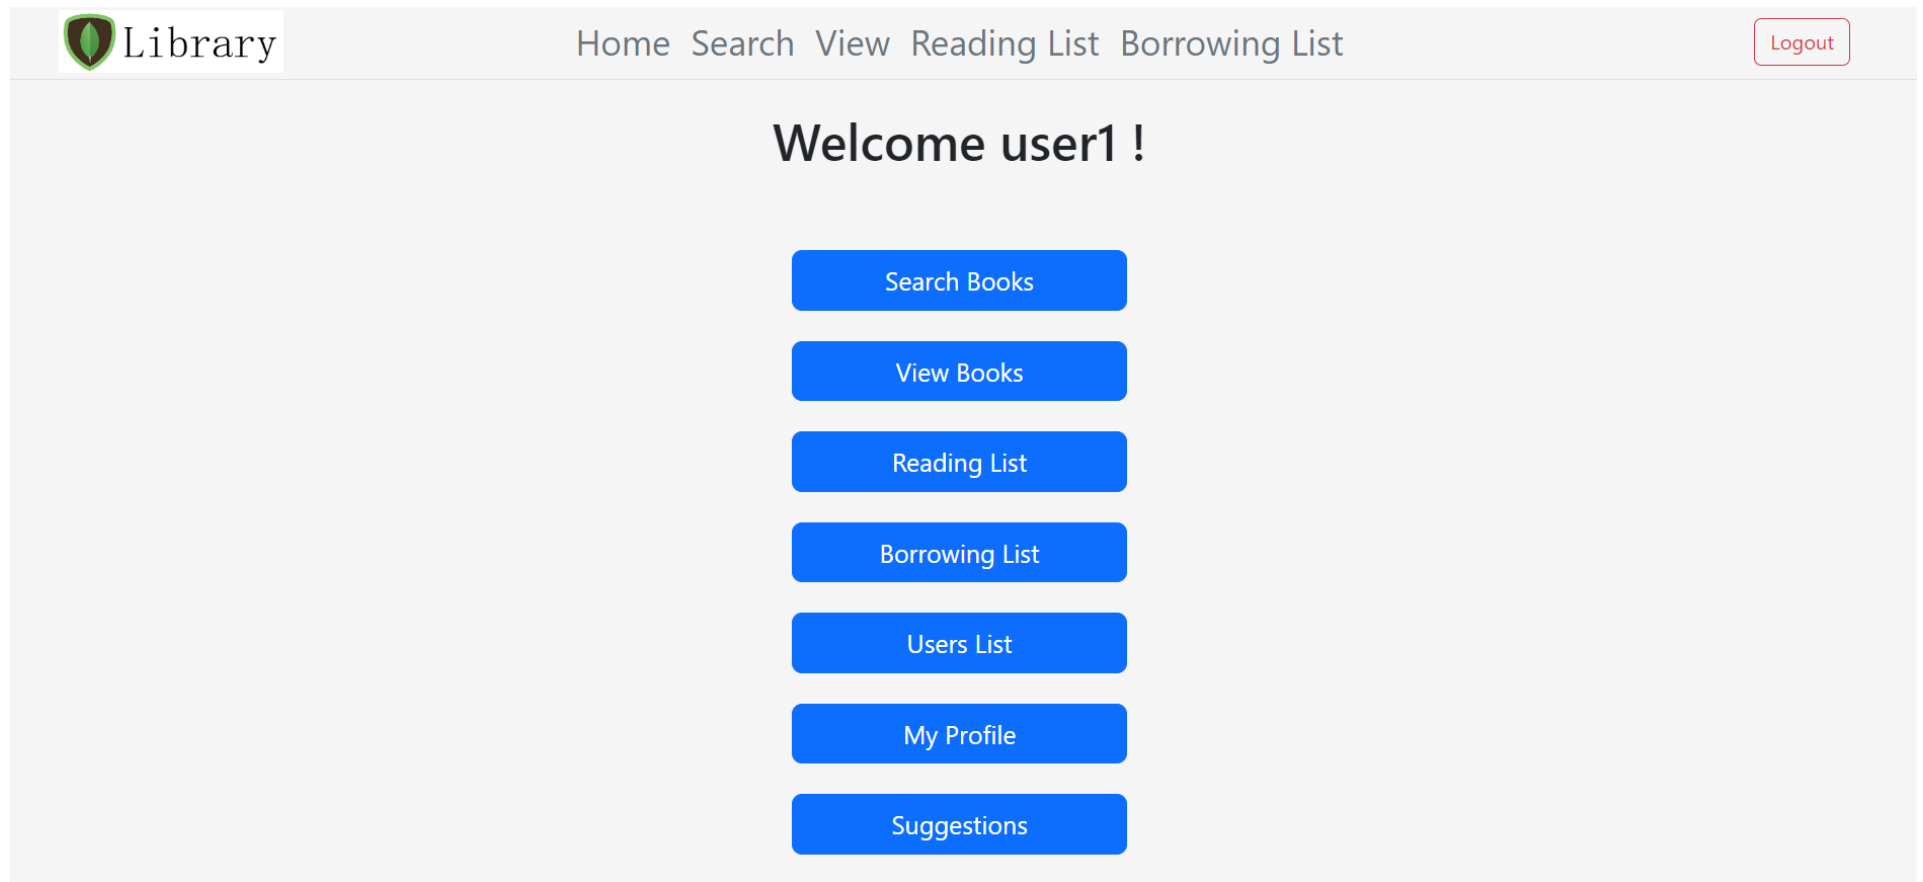 Library Home Search View Reading List Borrowing List Logout
Welcome user1 !
Search Books
View Books
Reading List
Borrowing List
Users List
My Profile
Suggestions